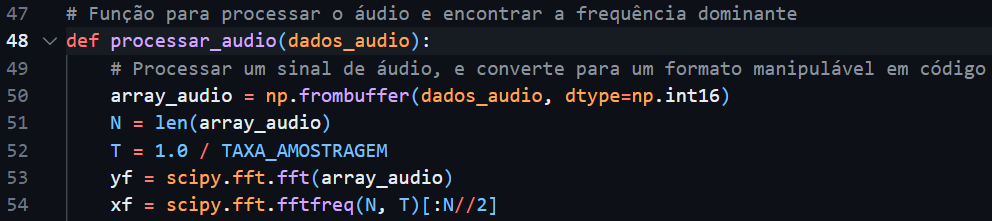 47 # Função para processar o áudio e encontrar a frequência dominante
48 def processar_audio(dados_audio):
49     # Processar um sinal de áudio, e converte para um formato manipulável em código
50     array_audio = np.frombuffer(dados_audio, dtype=np.int16)
51     N = len(array_audio)
52     T = 1.0 / TAXA_AMOSTRAGEM
53     yf = scipy.fft.fft(array_audio)
54     xf = scipy.fft.fftfreq(N, T)[:N//2]